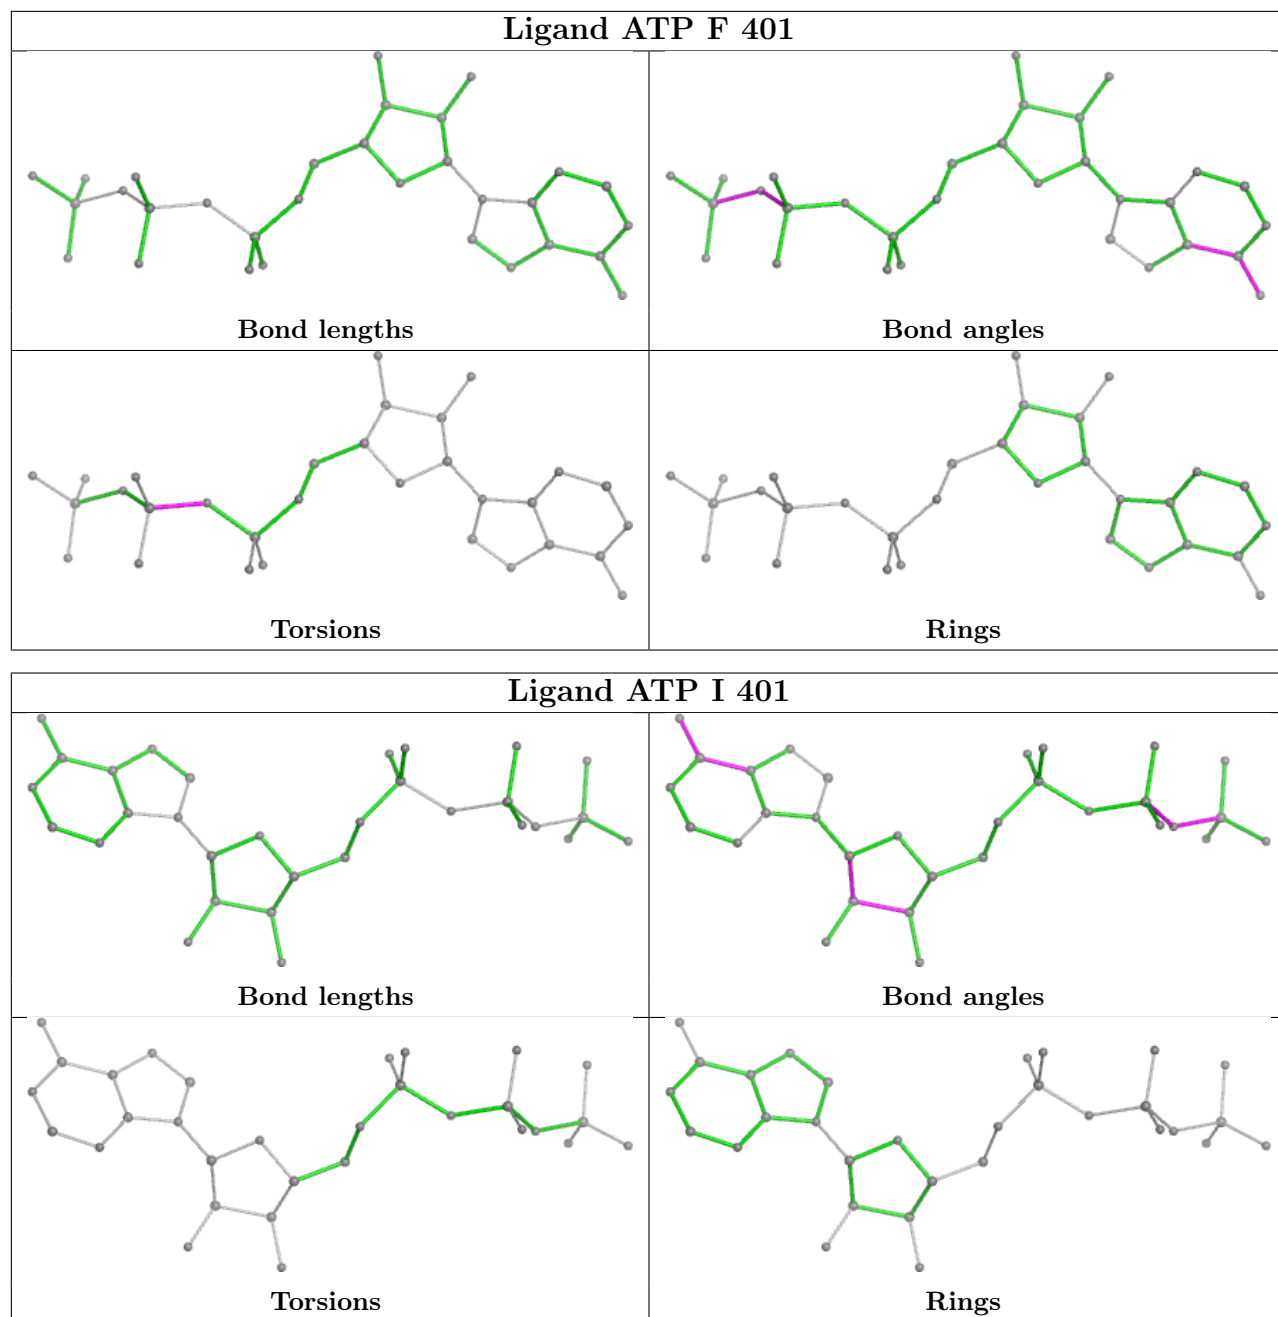 Ligand ATP F 401
Bond lengths
Bond angles
Torsions
Rings
Ligand ATP I 401
Bond lengths
Bond angles
Torsions
Rings